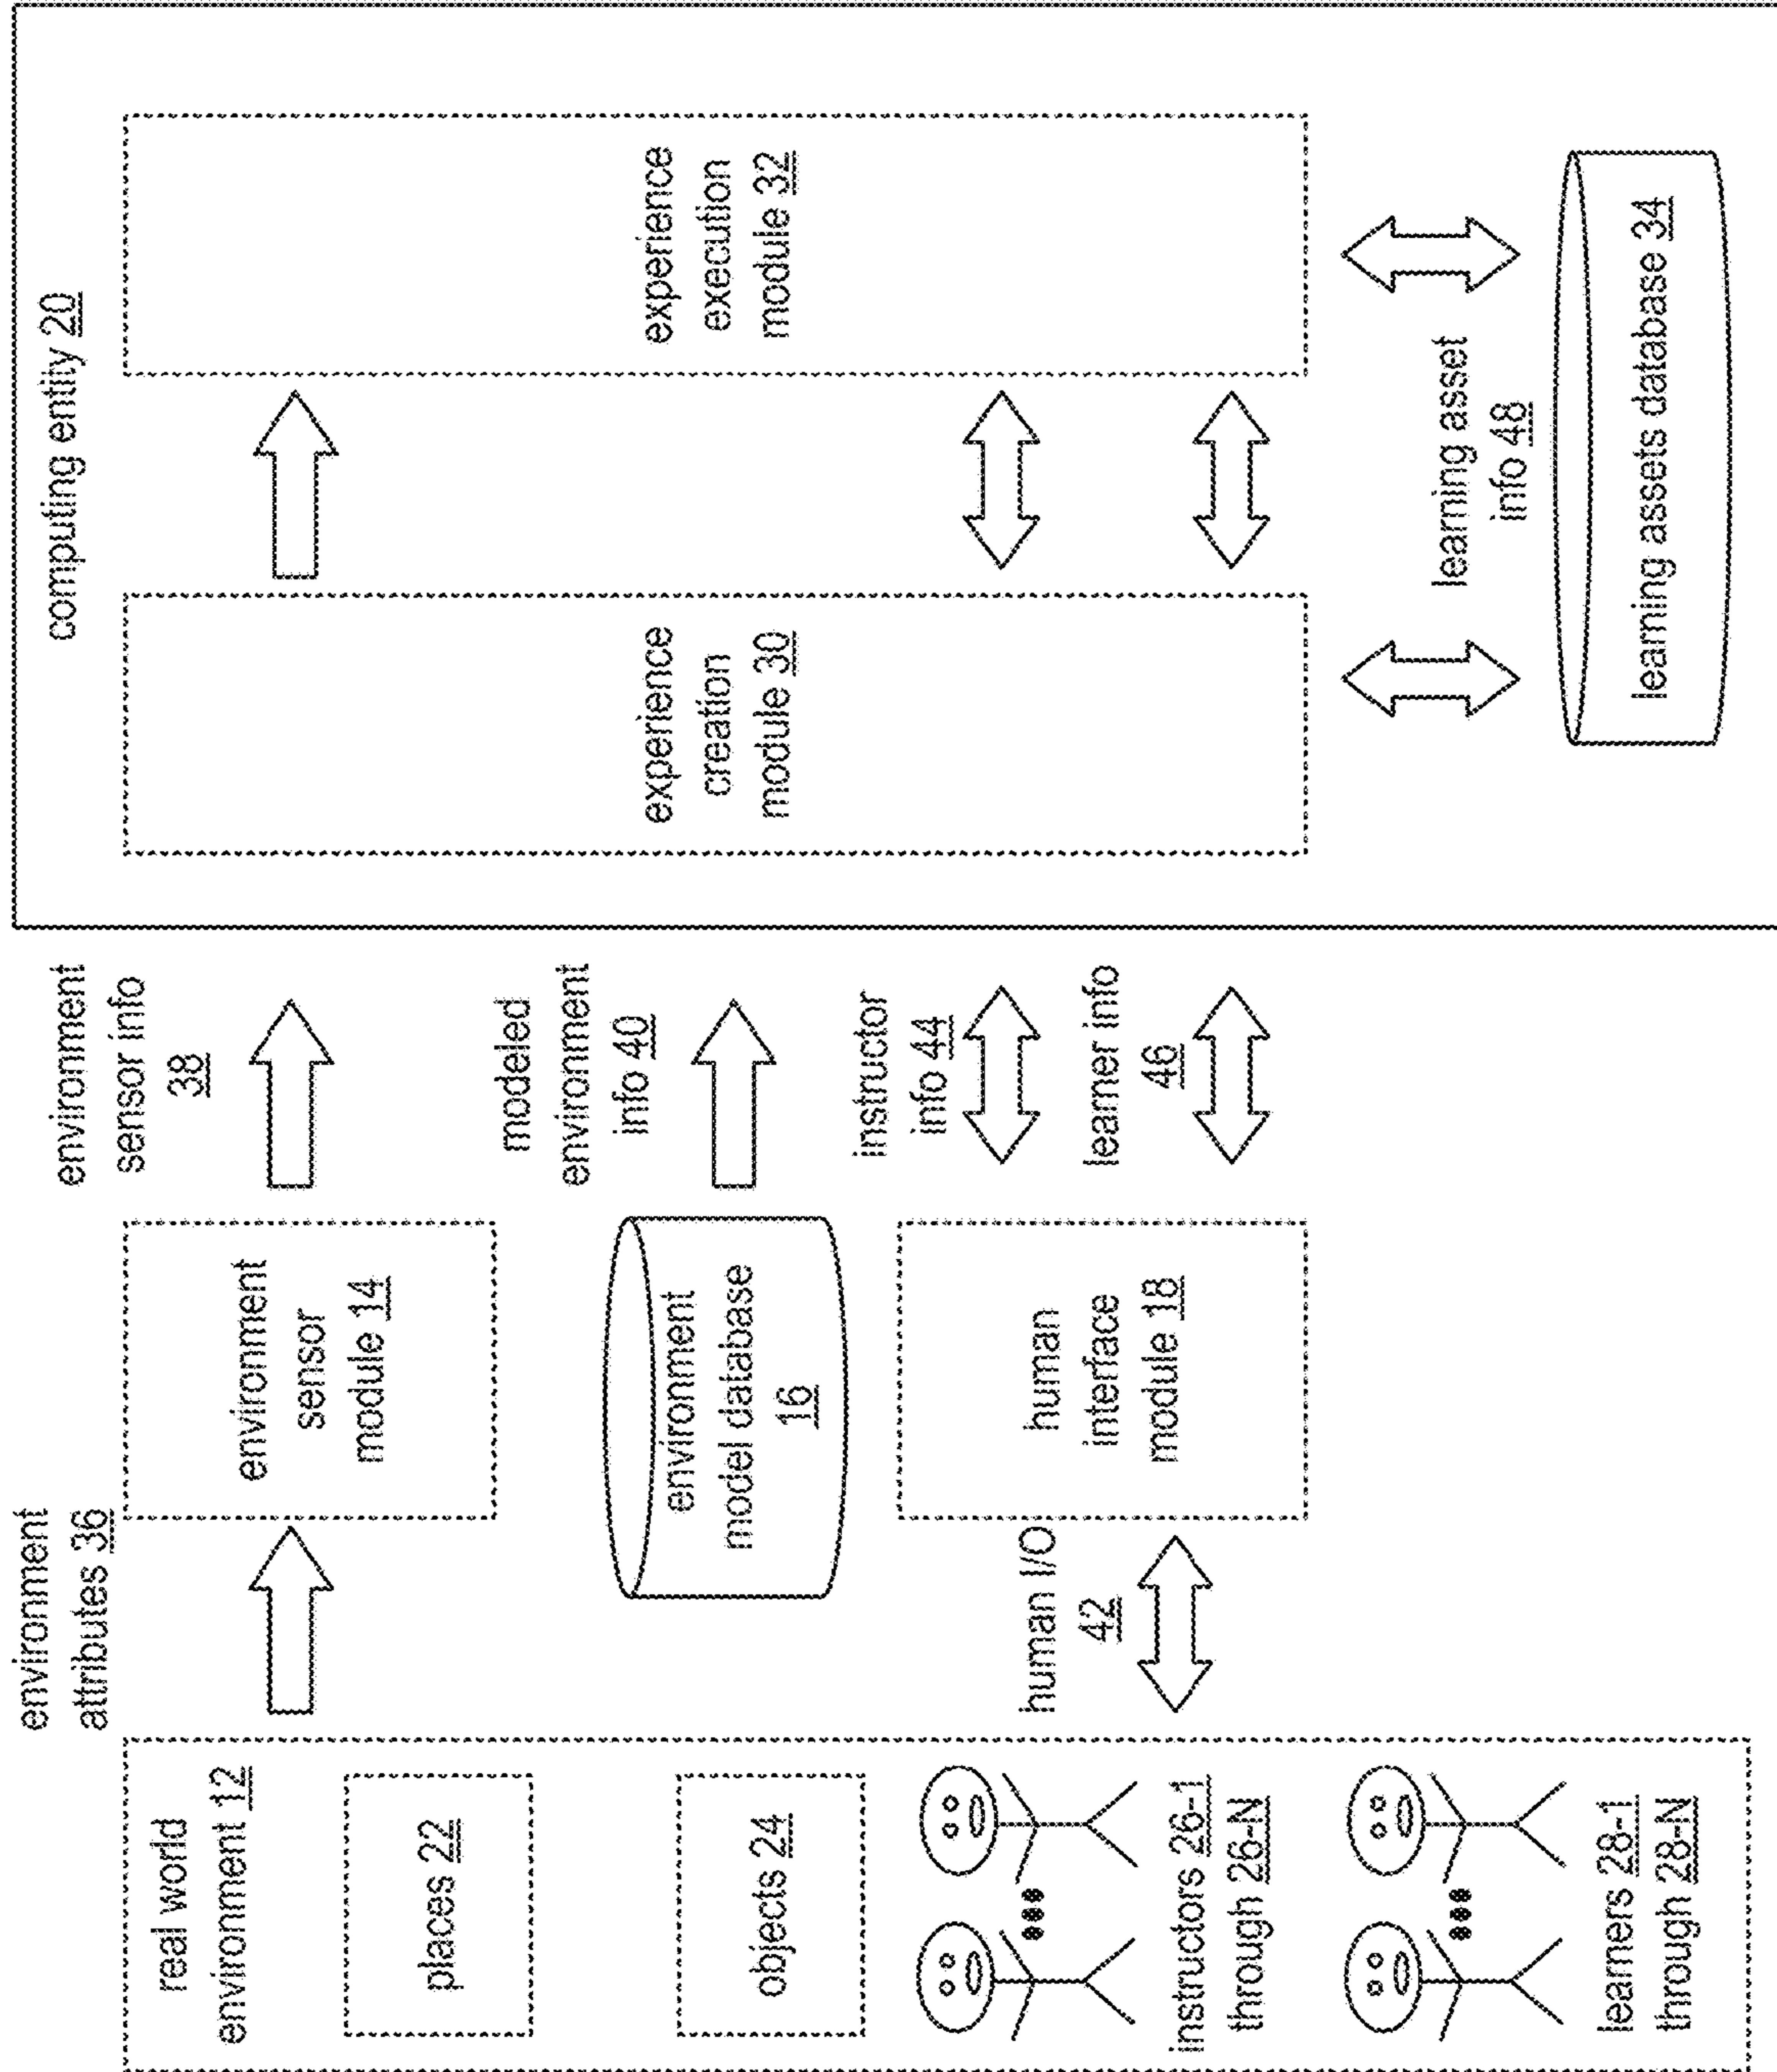 real world
environment 12
places 22
objects 24
instructors 26-1
through 26-N
learners 28-1
through 28-N
environment
attributes 36
human I/O
42
environment
sensor
module 14
environment
model database
16
human
interface
module 18
environment
sensor info
38
modeled
environment
info 40
instructor
info 44
learner info
46
computing entity 20
experience
creation
module 30
experience
execution
module 32
learning asset
info 48
learning assets database 34